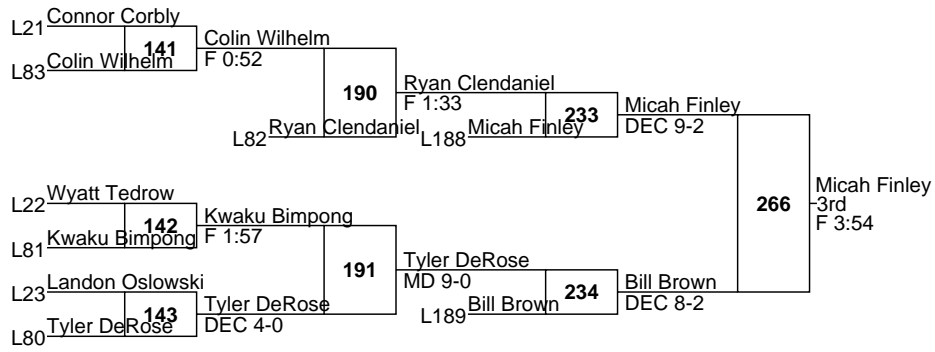 Connor Corbly
L21
141
Colin Wilhelm
L83
Colin Wilhelm
F 0:52
190
L82
Ryan Clendaniel
Ryan Clendaniel
F 1:33
233
L188
Micah Finley
Micah Finley
DEC 9-2
Wyatt Tedrow
L22
142
Kwaku Bimpong
L81
Kwaku Bimpong
F 1:57
191
Landon Oslowski
L23
143
Tyler DeRose
L80
Tyler DeRose
DEC 4-0
Tyler DeRose
MD 9-0
234
L189
Bill Brown
Bill Brown
DEC 8-2
266
Micah Finley
3rd
F 3:54